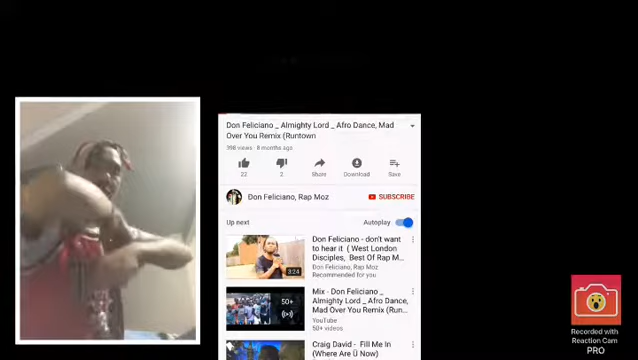 Don Feliciano _ Almighty Lord _ Afro Dance, Mad
Over You Remix (Runtown
398 views · 8 months ago
22
2
Share
Download
Save
Don Feliciano, Rap Moz
SUBSCRIBE
Up next
Autoplay
Don Feliciano - don't want
to hear it ( West London
Disciples, Best Of Rap M...
Don Feliciano, Rap Moz
Recommended for you
3:24
Mix - Don Feliciano _
Almighty Lord _ Afro Dance,
Mad Over You Remix (Run...
YouTube
50+ videos
50+
Craig David - Fill Me In
(Where Are Ü Now)
Recorded with
Reaction Cam
PRO